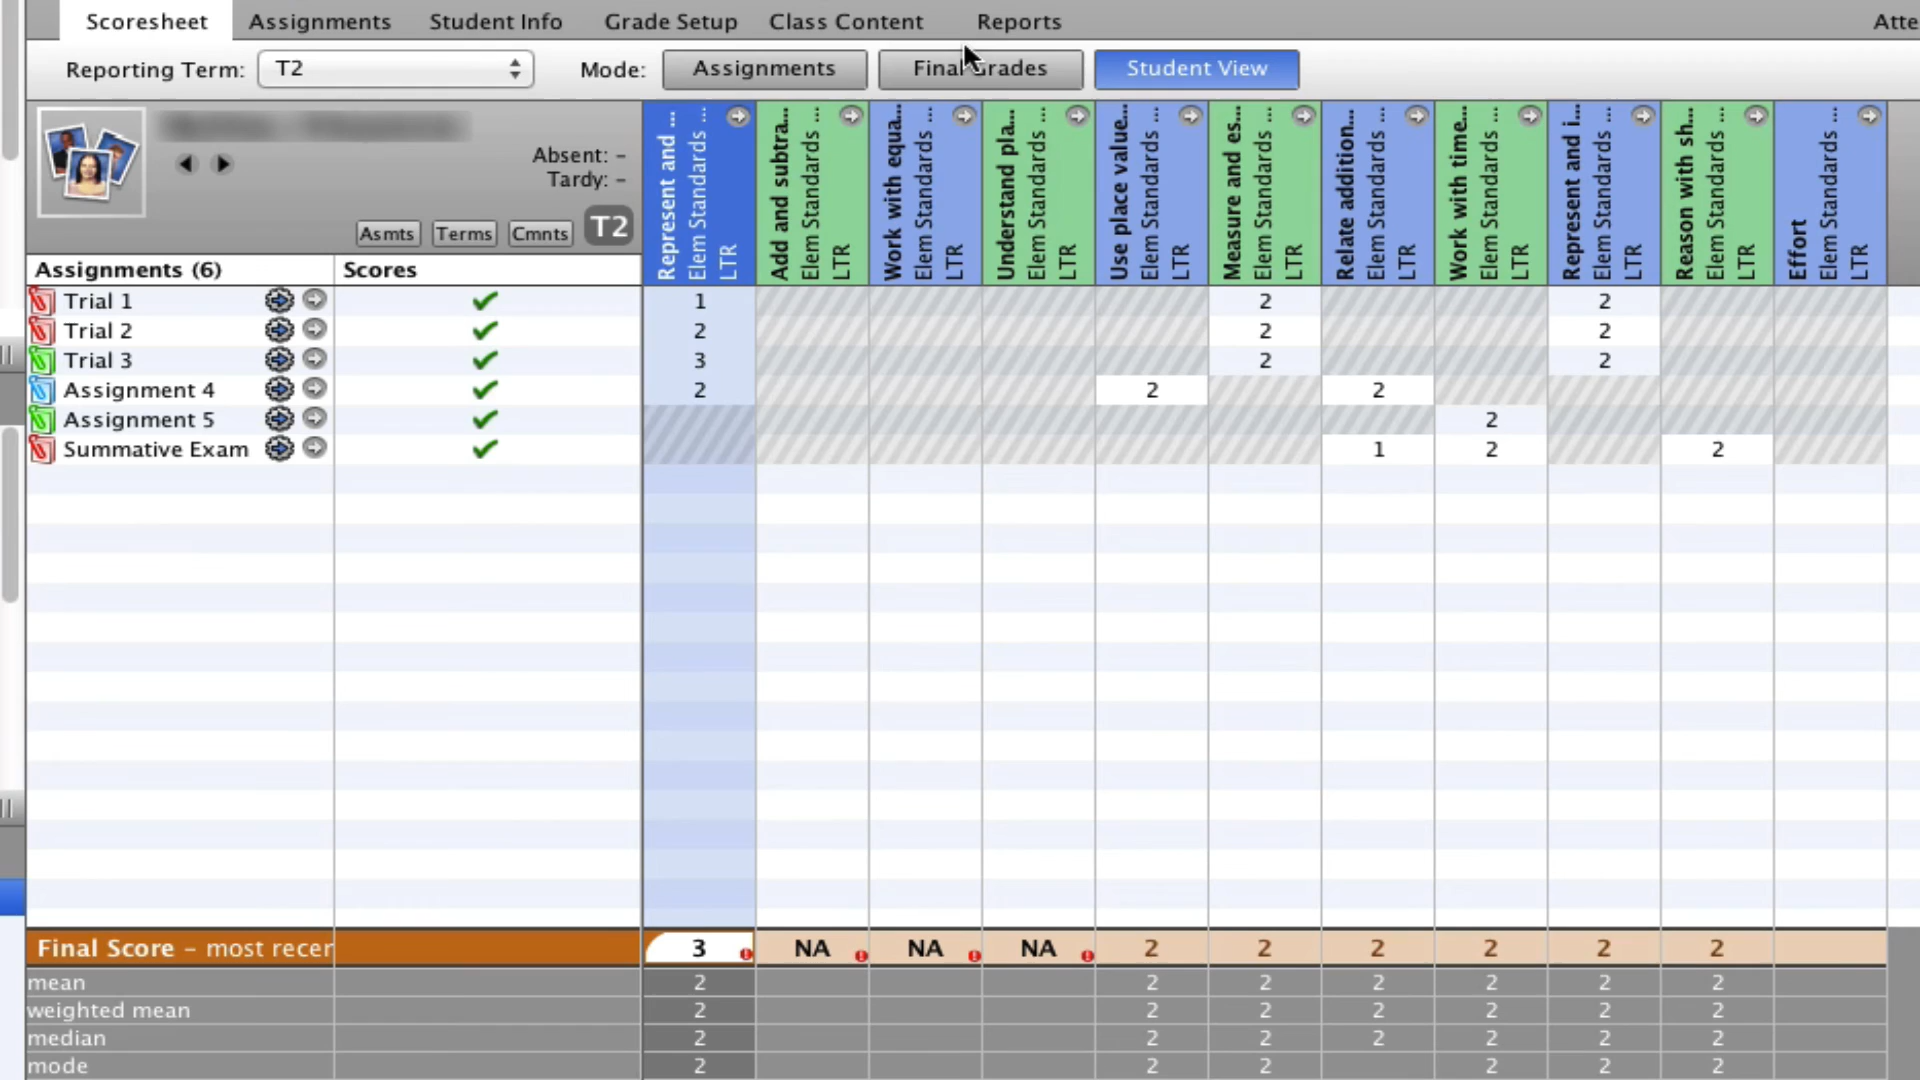 Scoresheet Assignments Student Info Grade Setup Class Content Reports Atte
Reporting Term: T2 Mode: Assignments Final Grades Student View
Absent: –
Tardy: –
Asmts Terms Cmnts T2
Represent and ...
Elem Standards ...
LTR
Add and subtra...
Elem Standards ...
LTR
Work with equa...
Elem Standards ...
LTR
Understand pla...
Elem Standards ...
LTR
Use place value...
Elem Standards ...
LTR
Measure and es...
Elem Standards ...
LTR
Relate addition...
Elem Standards ...
LTR
Work with time...
Elem Standards ...
LTR
Represent and i...
Elem Standards ...
LTR
Reason with sh...
Elem Standards ...
LTR
Effort
Elem Standards ...
LTR
Assignments (6) Scores
Trial 1 1 2 2
Trial 2 2 2 2
Trial 3 3 2 2
Assignment 4 2 2 2
Assignment 5 2
Summative Exam 1 2 2
Final Score – most recen 3 NA NA NA 2 2 2 2 2 2
mean 2 2 2 2 2 2 2
weighted mean 2 2 2 2 2 2 2
median 2 2 2 2 2 2 2
mode 2 2 2 2 2 2